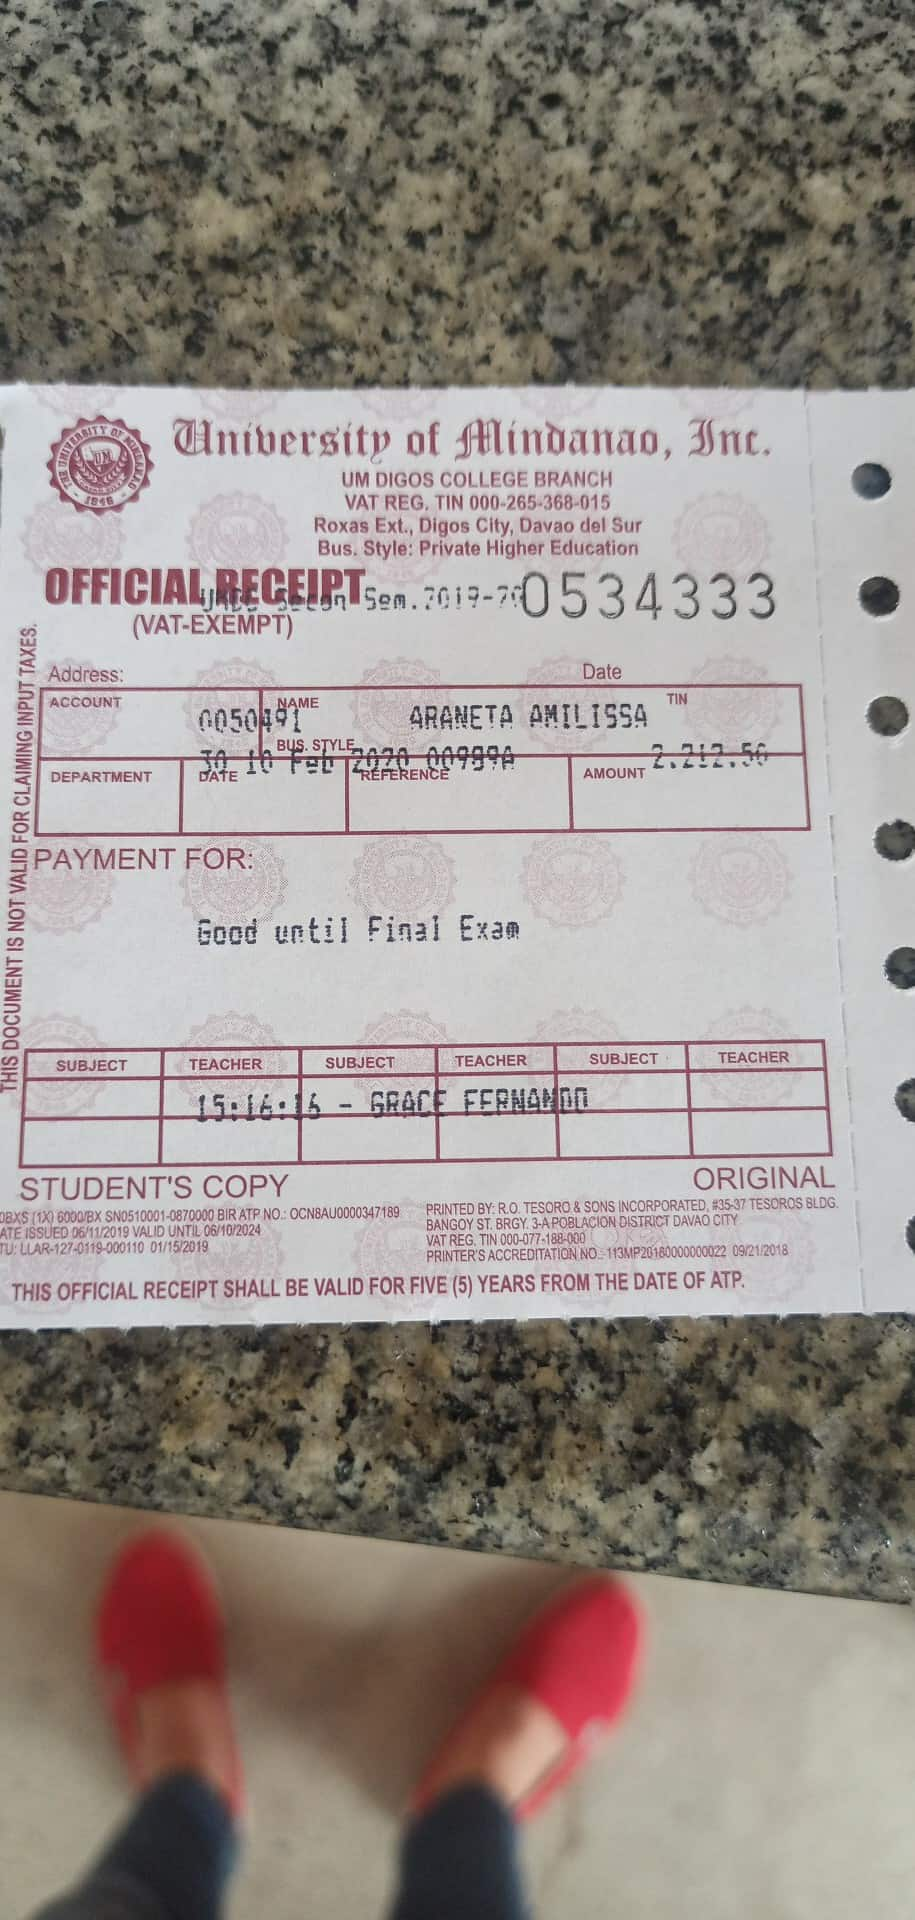 University of Mindanao, Inc.
UM DIGOS COLLEGE BRANCH
VAT REG. TIN 000-265-368-015
Roxas Ext., Digos City, Davao del Sur
Bus. Style: Private Higher Education
OFFICIAL RECEIPT
UMDC Secon Sem.2019-20
0534333
(VAT-EXEMPT)
Address: Date
ACCOUNT NAME TIN
0050491 ARANETA AMILISSA
BUS. STYLE
30 10 Feb 2020 2.212.50
DEPARTMENT DATE REFERENCE AMOUNT
PAYMENT FOR:
Good until Final Exam
SUBJECT TEACHER SUBJECT TEACHER SUBJECT TEACHER
15:16:16 - GRACE FERNANDO
STUDENT'S COPY ORIGINAL
0BXS (1X) 6000/BX SN0510001-0870000 BIR ATP NO.: OCN8AU0000347189
ATE ISSUED 06/11/2019 VALID UNTIL 06/10/2024
TU: LLAR-127-0119-000110 01/15/2019
PRINTED BY: R.O. TESORO & SONS INCORPORATED, #35-37 TESOROS BLDG.
BANGOY ST. BRGY. 3-A POBLACION DISTRICT DAVAO CITY
VAT REG. TIN 000-077-188-000
PRINTER'S ACCREDITATION NO.: 113MP20180000000022 09/21/2018
THIS OFFICIAL RECEIPT SHALL BE VALID FOR FIVE (5) YEARS FROM THE DATE OF ATP.
THIS DOCUMENT IS NOT VALID FOR CLAIMING INPUT TAXES.
THE UNIVERSITY OF MINDANAO
UM
1946